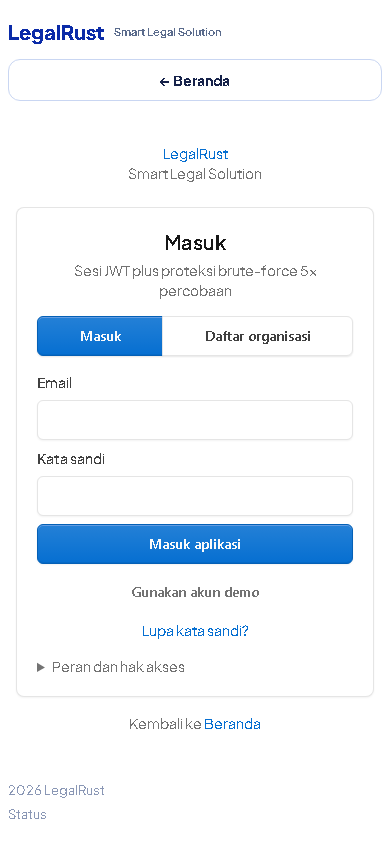 LegalRust Smart Legal Solution
← Beranda
LegalRust
Smart Legal Solution
Masuk
Sesi JWT plus proteksi brute-force 5x
percobaan
Masuk Daftar organisasi
Email
Kata sandi
Masuk aplikasi
Gunakan akun demo
Lupa kata sandi?
▶ Peran dan hak akses
Kembali ke Beranda
2026 LegalRust
Status